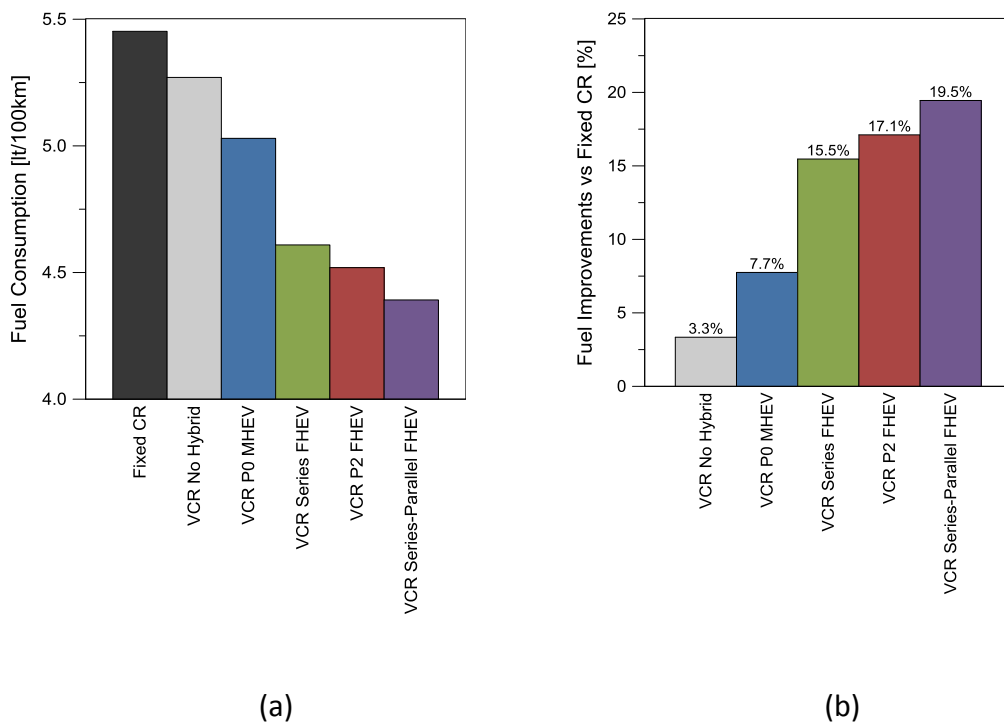 Fuel Consumption [lt/100km]
5.5
5.0
4.5
4.0
Fixed CR
VCR No Hybrid
VCR P0 MHEV
VCR Series FHEV
VCR P2 FHEV
VCR Series-Parallel FHEV
(a)
Fuel Improvements vs Fixed CR [%]
25
20
15
10
5
0
3.3%
7.7%
15.5%
17.1%
19.5%
VCR No Hybrid
VCR P0 MHEV
VCR Series FHEV
VCR P2 FHEV
VCR Series-Parallel FHEV
(b)